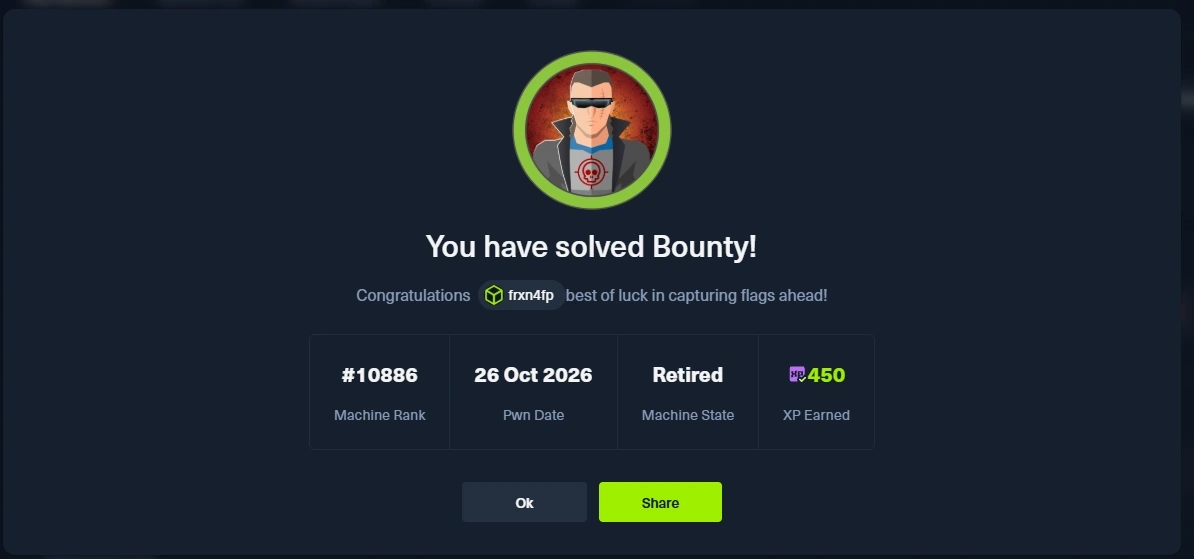 You have solved Bounty!
Congratulations frxn4fp best of luck in capturing flags ahead!
#10886 26 Oct 2026 Retired XP 450
Machine Rank Pwn Date Machine State XP Earned
Ok Share